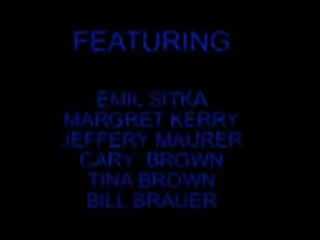 FEATURING
EMIL SITKA
MARGRET KERRY
JEFFERY MAURER
GARY BROWN
TINA BROWN
BILL BRAUER